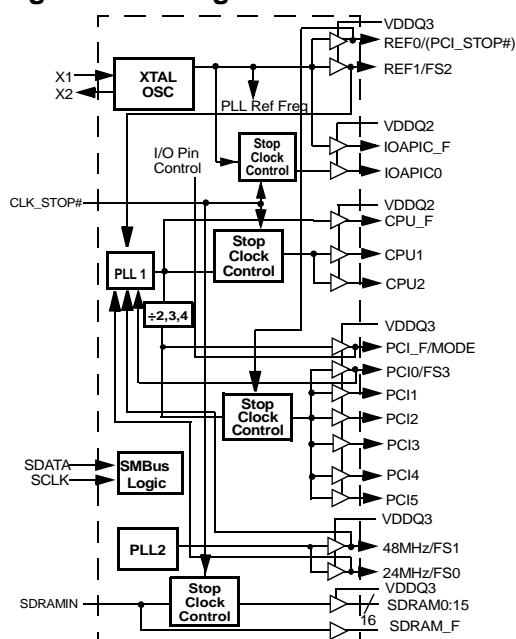 VDDQ3
REF0/(PCI_STOP#)
X1
XTAL
OSC
REF1/FS2
X2
PLL Ref Freq
VDDQ2
I/O Pin
Control
Stop
Clock
Control
IOAPIC_F
IOAPIC0
CLK_STOP#
VDDQ2
CPU_F
Stop
Clock
Control
CPU1
PLL 1
CPU2
÷2,3,4
VDDQ3
PCI_F/MODE
PCI0/FS3
PCI1
Stop
Clock
Control
PCI2
PCI3
SDATA
SMBus
Logic
PCI4
SCLK
PCI5
VDDQ3
PLL2
48MHz/FS1
24MHz/FS0
VDDQ3
SDRAMIN
Stop
Clock
Control
SDRAM0:15
16
SDRAM_F